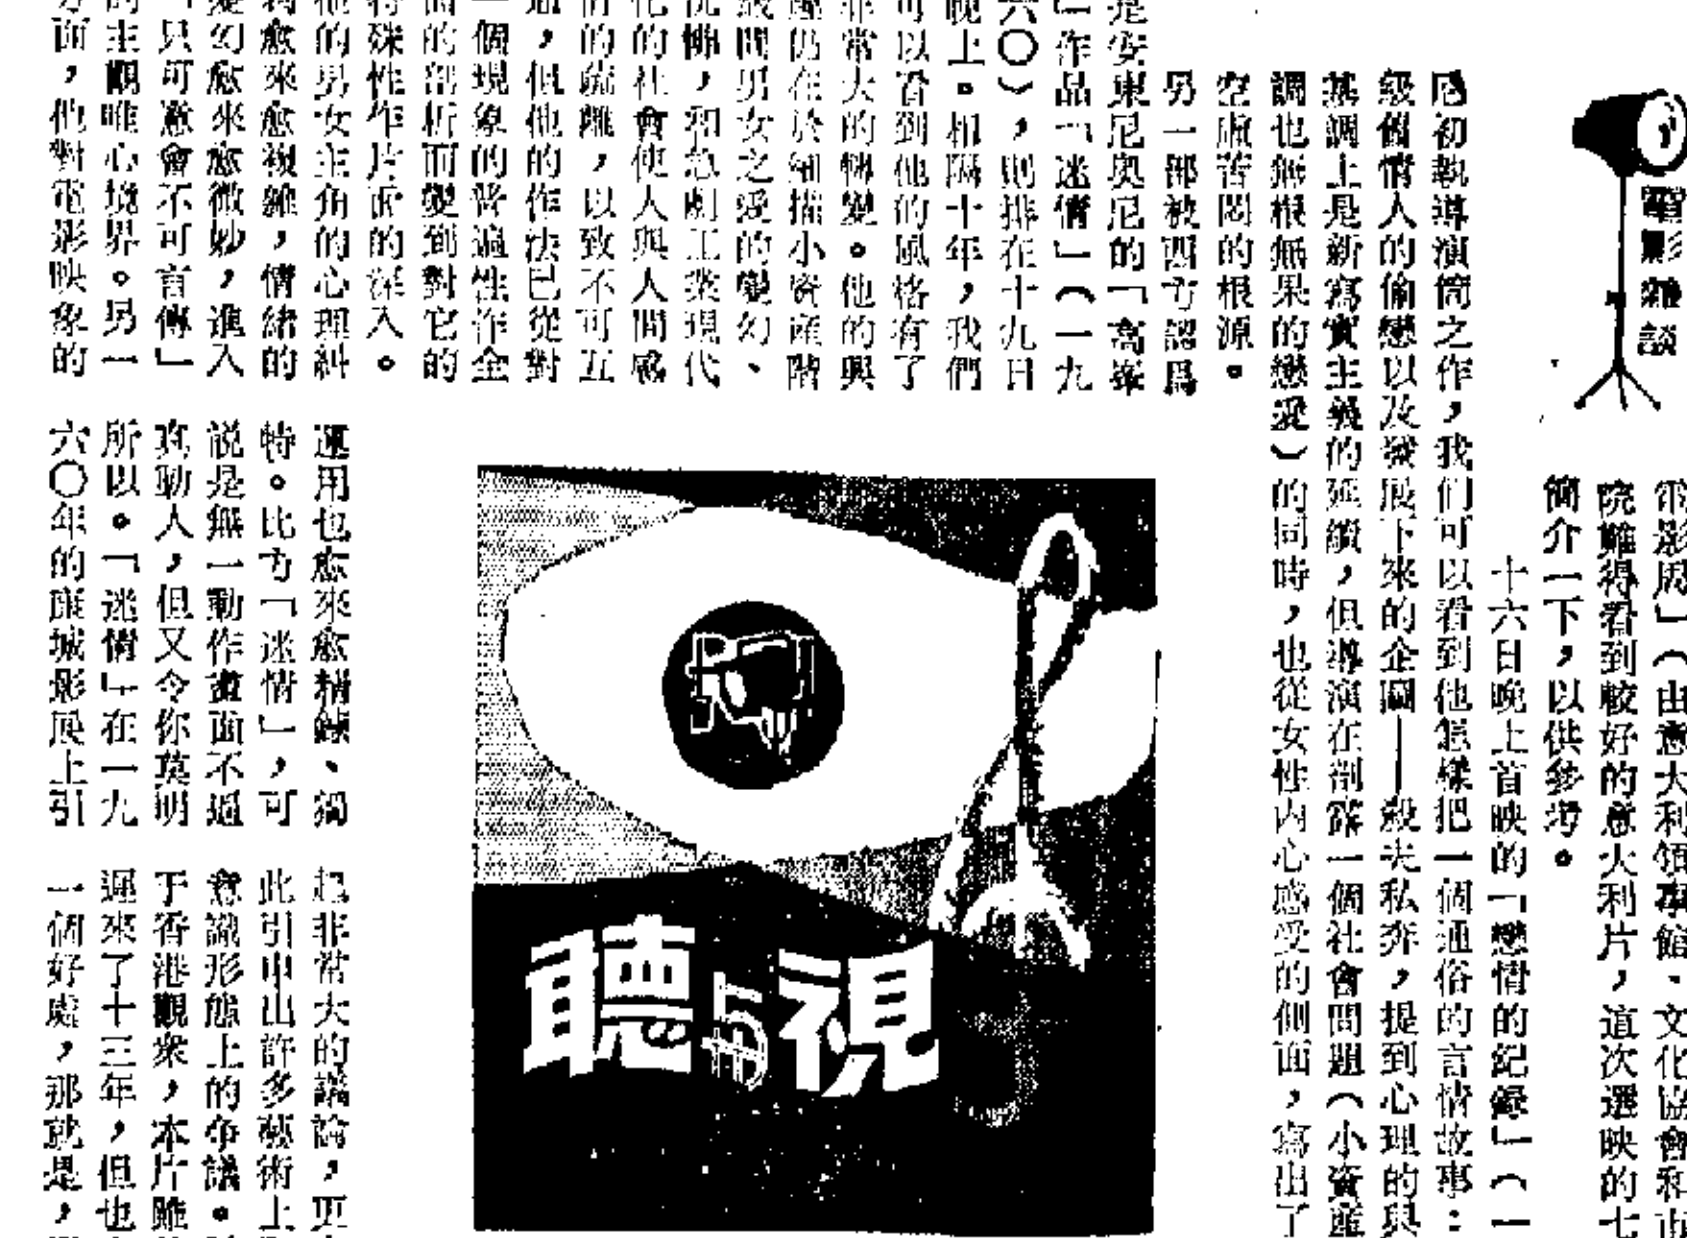 電影雜談
電影周」（由意大利領事館、文化協會和市
院難得看到較好的意大利片，這次選映的七
簡介一下，以供參考。
十六日晚上首映的「戀情的紀錄」（一
尼初執導演筒之作，我们可以看到他怎樣把一個通俗的言情故事：
級偕情人的偷戀以及發展下來的企圖——殺夫私奔，提到心理的與
基調上是新寫實主義的延續，但導演在剖露一個社會問題（小資產
調也無根無果的戀愛）的同時，也從女性內心感受的側面，寫出了
空虛苦悶的根源。
另一部被四方認爲
是安東尼奥尼的「高峯
」作品「迷情」（一九
六〇），則排在十九日
晚上。相隔十年，我們
可以看到他的風格有了
非常大的轉變。他的興
趣仍在於細描小資產階
級間男女之愛的變幻、
恍惚，和急劇工業現代
化的社會使人與人間感
情的疏離，以致不可互
通，但他的作法已從對
一個現象的普遍性作全
面的剖析而變到對它的
特殊性作片面的深入。
他的男女主角的心理糾
愈來愈複雜，情緒的
變幻愈來愈微妙，進入
「只可意會不可言傳」
的主觀唯心境界。另一
方面，他對電影映象的
運用也愈來愈精鍊、獨
特。比方「迷情」，可
說是無一動作畫面不逼
真動人，但又令你莫明
所以。「迷情」在一九
六〇年的康城影展上引
起非常大的議論，更
此引申出許多藝術上
意識形態上的爭議。
于香港觀衆，本片雖
遲來了十三年，但也
一個好處，那就是，
聽與視